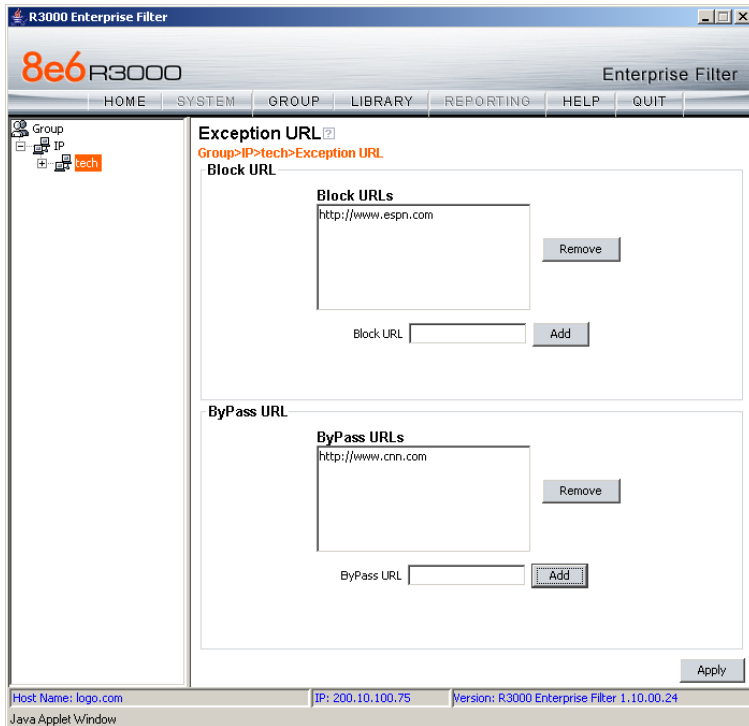 R3000 Enterprise Filter
8e6 R3000
Enterprise Filter
HOME SYSTEM GROUP LIBRARY REPORTING HELP QUIT
Group
IP
tech
Exception URL ?
Group>IP>tech>Exception URL
Block URL
Block URLs
http://www.espn.com
Remove
Block URL
Add
ByPass URL
ByPass URLs
http://www.cnn.com
Remove
ByPass URL
Add
Apply
Host Name: logo.com
IP: 200.10.100.75
Version: R3000 Enterprise Filter 1.10.00.24
Java Applet Window